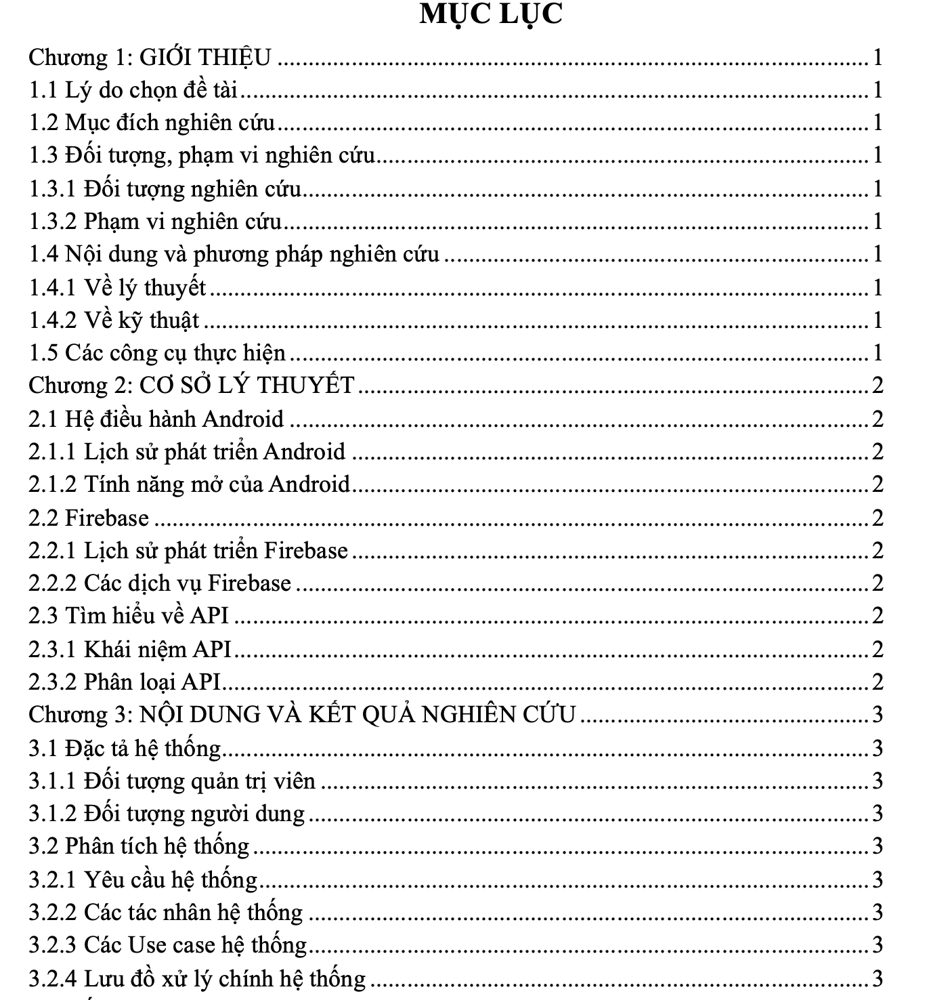 MỤC LỤC
Chương 1: GIỚI THIỆU ........ 1
1.1 Lý do chọn đề tài ........ 1
1.2 Mục đích nghiên cứu ........ 1
1.3 Đối tượng, phạm vi nghiên cứu ........ 1
1.3.1 Đối tượng nghiên cứu ........ 1
1.3.2 Phạm vi nghiên cứu ........ 1
1.4 Nội dung và phương pháp nghiên cứu ........ 1
1.4.1 Về lý thuyết ........ 1
1.4.2 Về kỹ thuật ........ 1
1.5 Các công cụ thực hiện ........ 1
Chương 2: CƠ SỞ LÝ THUYẾT ........ 2
2.1 Hệ điều hành Android ........ 2
2.1.1 Lịch sử phát triển Android ........ 2
2.1.2 Tính năng mở của Android ........ 2
2.2 Firebase ........ 2
2.2.1 Lịch sử phát triển Firebase ........ 2
2.2.2 Các dịch vụ Firebase ........ 2
2.3 Tìm hiểu về API ........ 2
2.3.1 Khái niệm API ........ 2
2.3.2 Phân loại API ........ 2
Chương 3: NỘI DUNG VÀ KẾT QUẢ NGHIÊN CỨU ........ 3
3.1 Đặc tả hệ thống ........ 3
3.1.1 Đối tượng quản trị viên ........ 3
3.1.2 Đối tượng người dung ........ 3
3.2 Phân tích hệ thống ........ 3
3.2.1 Yêu cầu hệ thống ........ 3
3.2.2 Các tác nhân hệ thống ........ 3
3.2.3 Các Use case hệ thống ........ 3
3.2.4 Lưu đồ xử lý chính hệ thống ........ 3